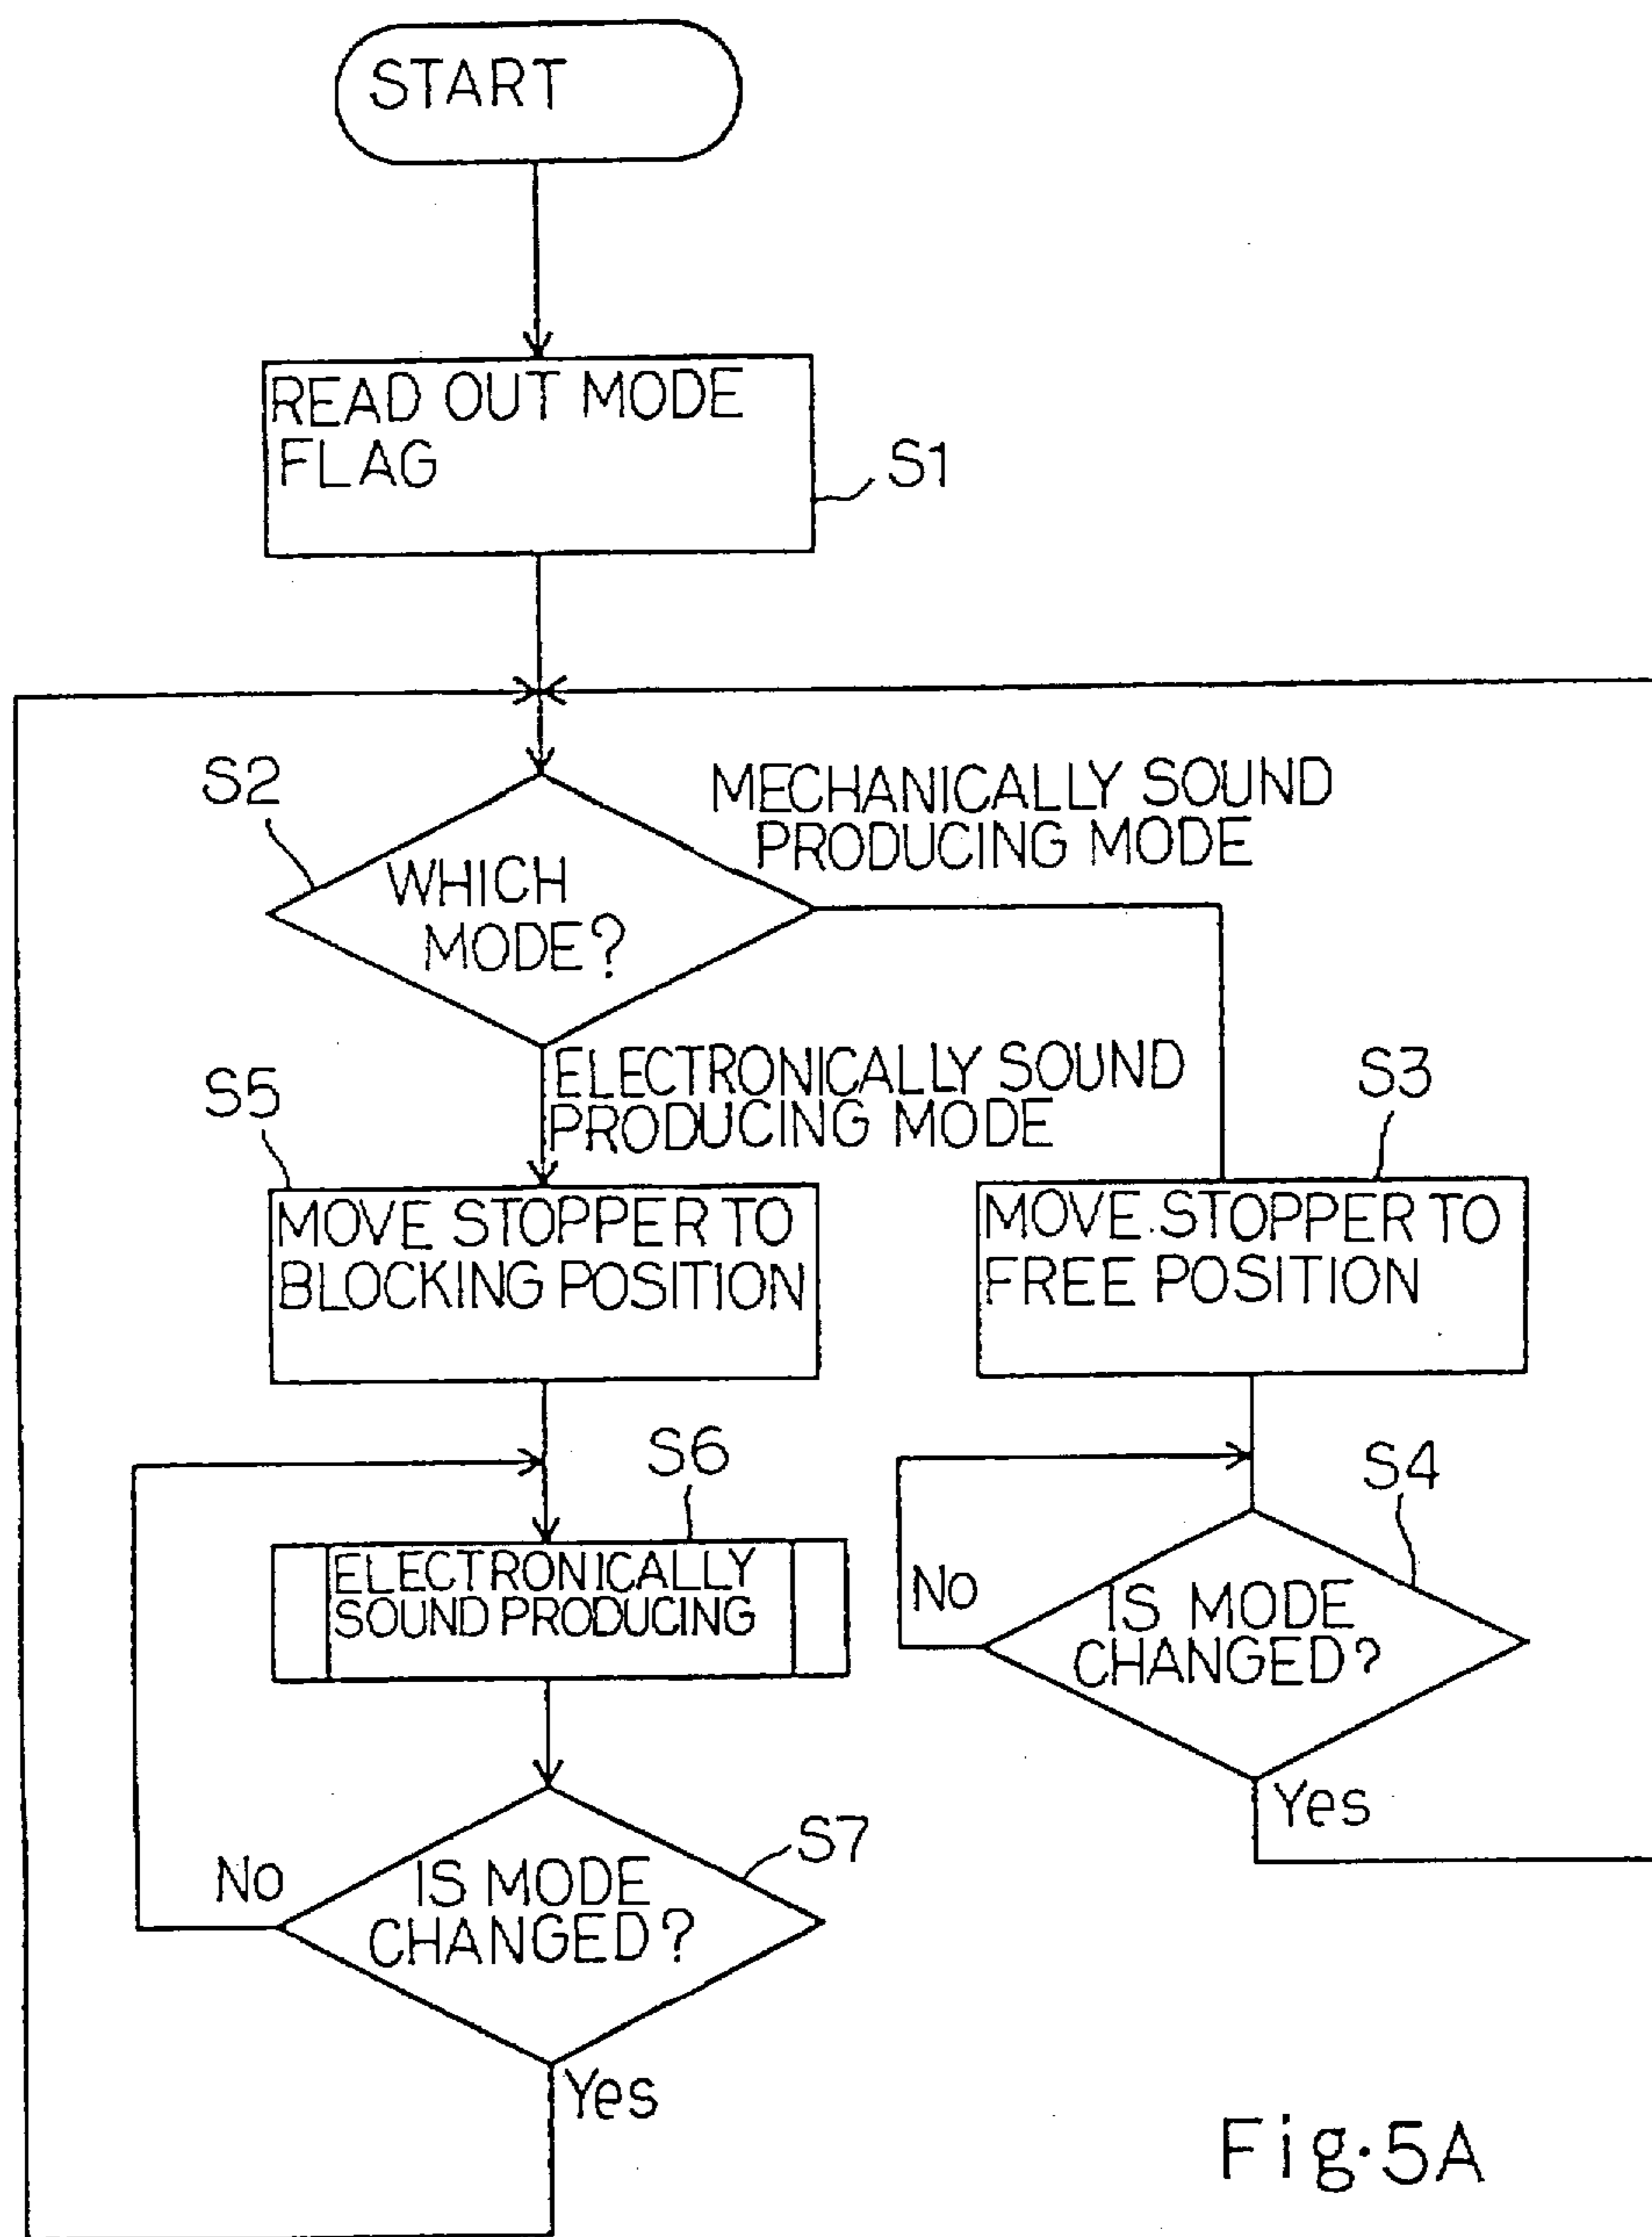 START
READ OUT MODE
FLAG
S1
S2
MECHANICALLY SOUND
PRODUCING MODE
WHICH
MODE?
ELECTRONICALLY SOUND
PRODUCING MODE
S5
S3
MOVE STOPPER TO
BLOCKING POSITION
MOVE STOPPER TO
FREE POSITION
S6
S4
ELECTRONICALLY
SOUND PRODUCING
No
IS MODE
CHANGED?
Yes
S7
No
IS MODE
CHANGED?
Yes
Fig.5A